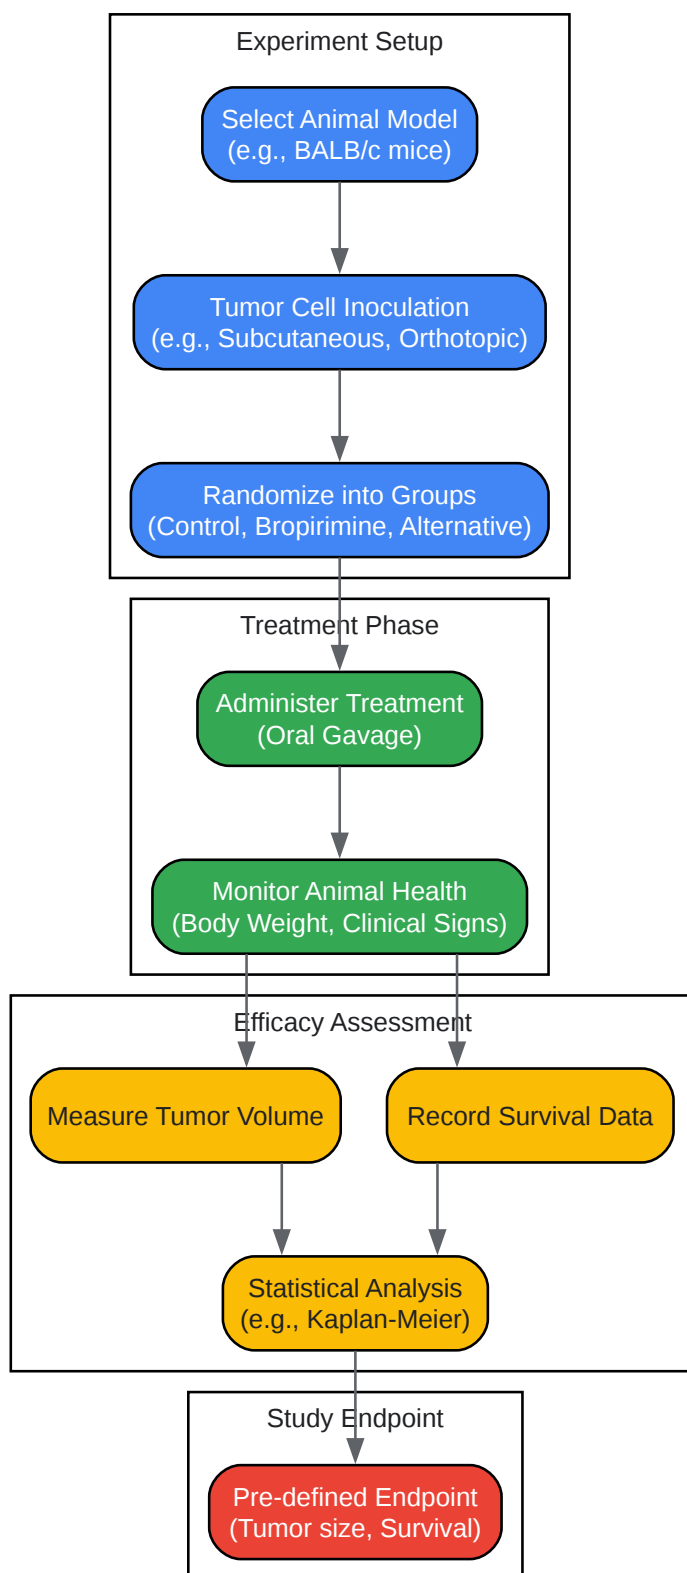 Experiment Setup
Select Animal Model
(e.g., BALB/c mice)
Tumor Cell Inoculation
(e.g., Subcutaneous, Orthotopic)
Randomize into Groups
(Control, Bropirimine, Alternative)
Treatment Phase
Administer Treatment
(Oral Gavage)
Monitor Animal Health
(Body Weight, Clinical Signs)
Efficacy Assessment
Measure Tumor Volume
Record Survival Data
Statistical Analysis
(e.g., Kaplan-Meier)
Study Endpoint
Pre-defined Endpoint
(Tumor size, Survival)